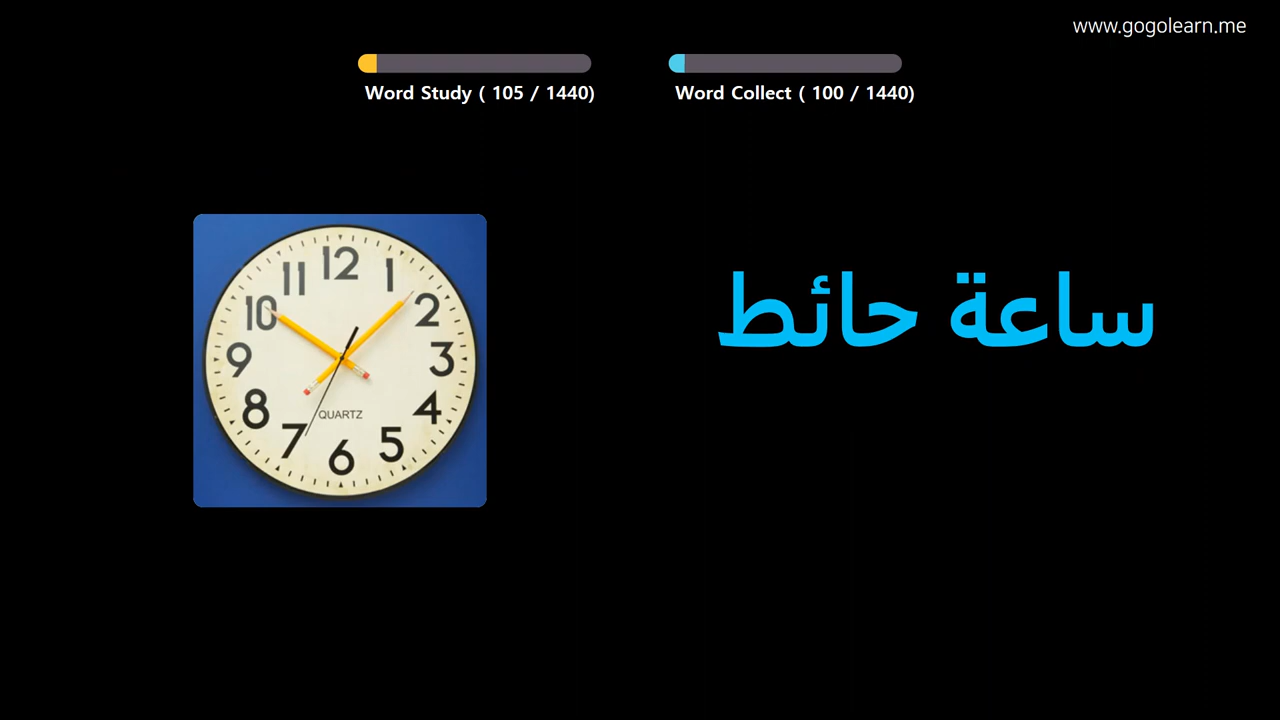 www.gogolearn.me
Word Study ( 105 / 1440)
Word Collect ( 100 / 1440)
12
11 1
10 2
9 3
8 4
7 5
6
QUARTZ
ساعة حائط